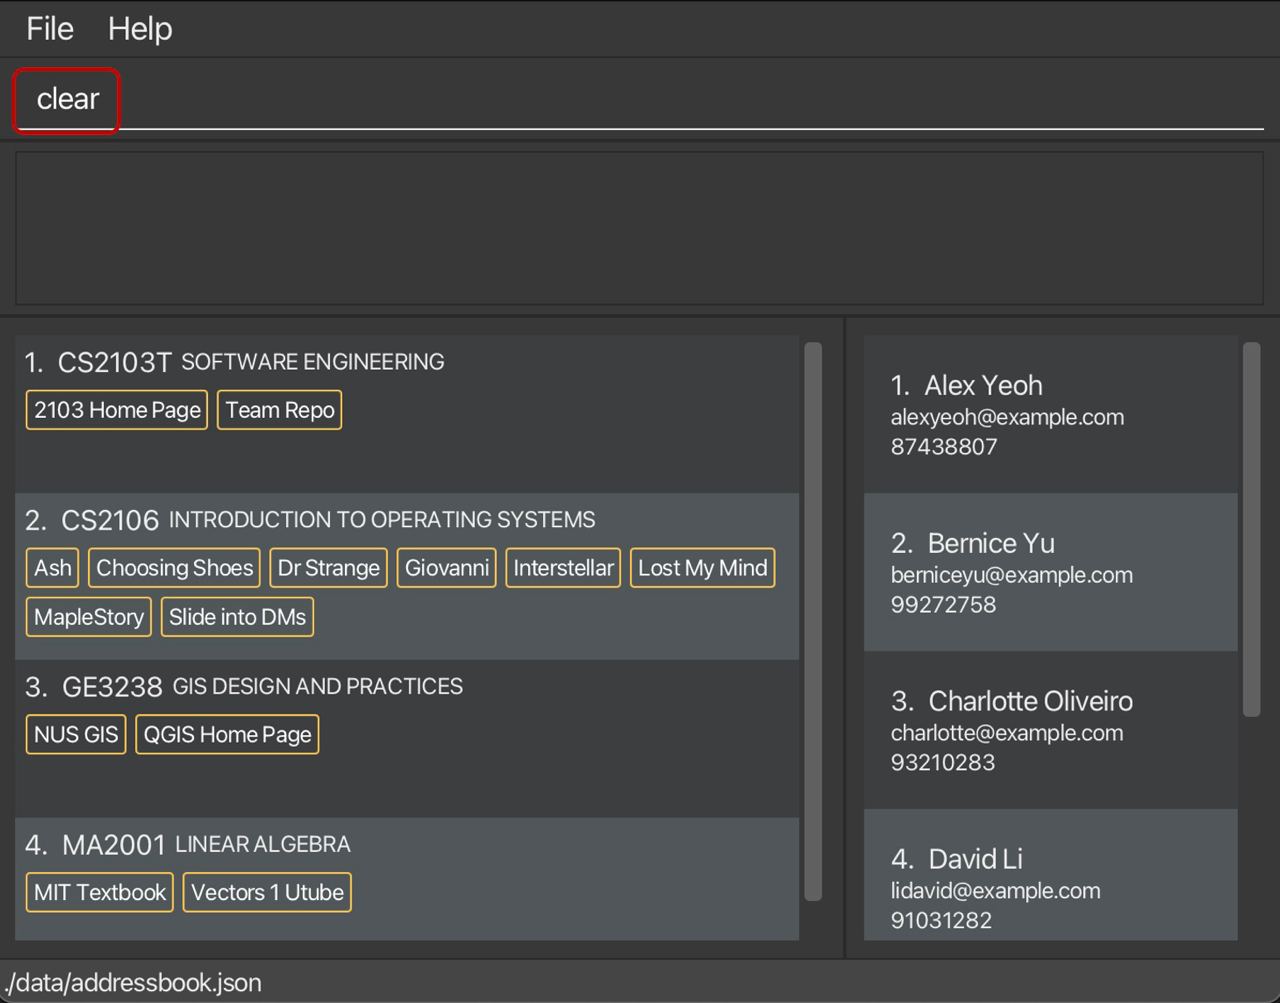 File Help
clear
1. CS2103T SOFTWARE ENGINEERING
2103 Home Page Team Repo
2. CS2106 INTRODUCTION TO OPERATING SYSTEMS
Ash Choosing Shoes Dr Strange Giovanni Interstellar Lost My Mind
MapleStory Slide into DMs
3. GE3238 GIS DESIGN AND PRACTICES
NUS GIS QGIS Home Page
4. MA2001 LINEAR ALGEBRA
MIT Textbook Vectors 1 Utube
1. Alex Yeoh
alexyeoh@example.com
87438807
2. Bernice Yu
berniceyu@example.com
99272758
3. Charlotte Oliveiro
charlotte@example.com
93210283
4. David Li
lidavid@example.com
91031282
./data/addressbook.json